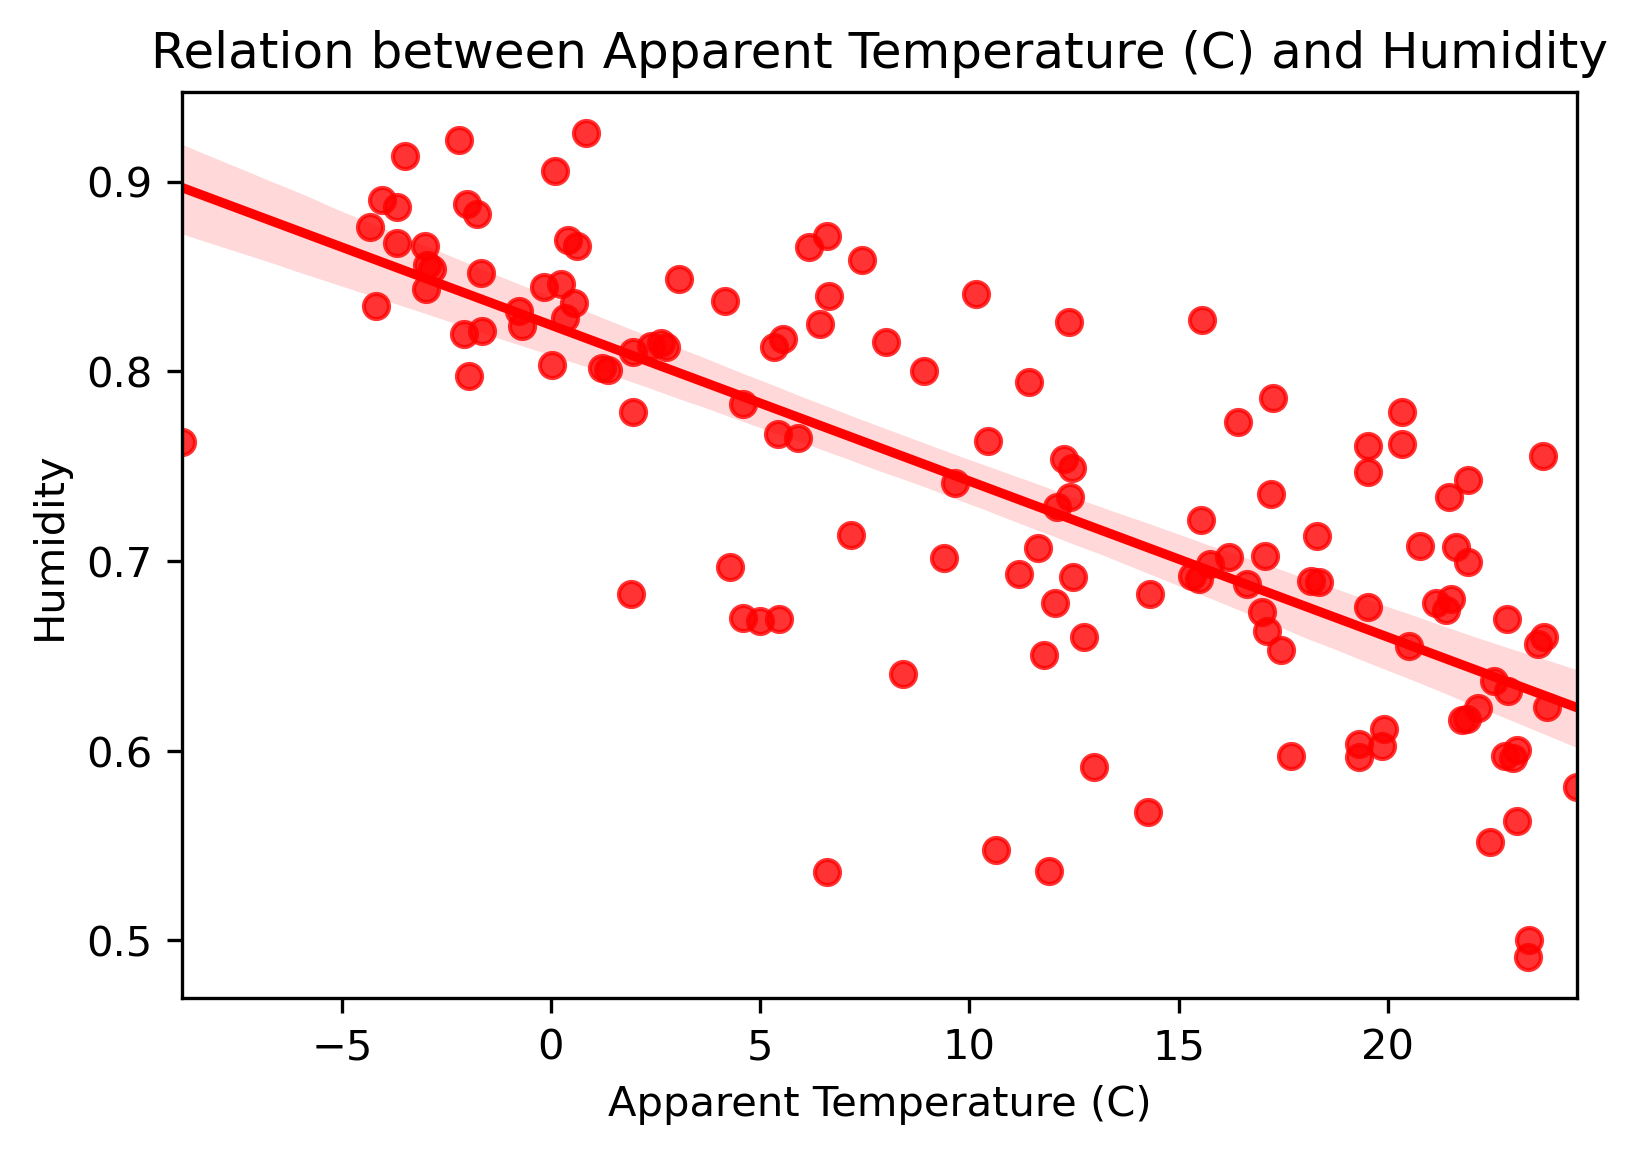 Relation between Apparent Temperature (C) and Humidity
0.9
0.8
0.7
0.6
0.5
Humidity
−5 0 5 10 15 20
Apparent Temperature (C)